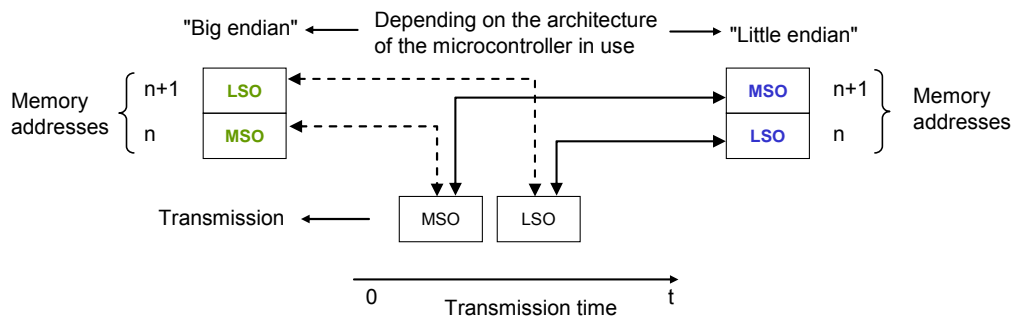 "Big endian"
Depending on the architecture
of the microcontroller in use
"Little endian"
Memory
addresses
n+1
n
LSO
MSO
MSO
LSO
n+1
n
Memory
addresses
Transmission
MSO
LSO
0
t
Transmission time